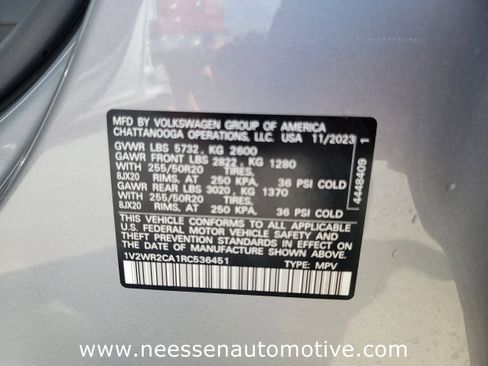 MFD BY VOLKSWAGEN GROUP OF AMERICA
CHATTANOOGA OPERATIONS, LLC. USA 11/2023
GVWR LBS 5732, KG 2600
GAWR FRONT LBS 2822, KG 1280
WITH 255/50R20 TIRES,
8JX20 RIMS, AT 250 KPA, 36 PSI COLD
GAWR REAR LBS 3020, KG 1370
WITH 255/50R20 TIRES,
8JX20 RIMS, AT 250 KPA, 36 PSI COLD
THIS VEHICLE CONFORMS TO ALL APPLICABLE
U.S. FEDERAL MOTOR VEHICLE SAFETY AND
THEFT PREVENTION STANDARDS IN EFFECT ON THE
DATE OF MANUFACTURE SHOWN ABOVE.
1V2WR2CA1RC536451 TYPE: MPV
4448409 1
www.neessenautomotive.com